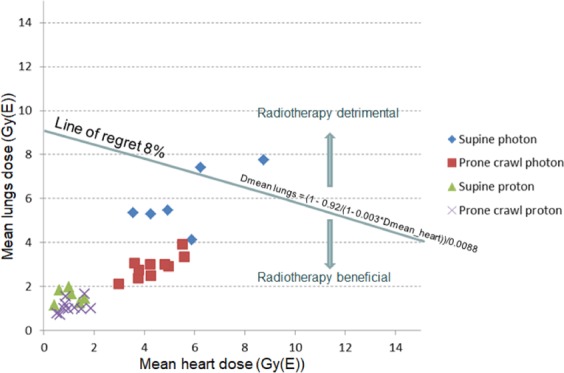 14
12
10
8
6
4
2
0
0 2 4 6 8 10 12 14
Mean lungs dose (Gy(E))
Mean heart dose (Gy(E))
Line of regret 8%
Radiotherapy detrimental
Dmean lungs = (1 - 0.92/(1- 0.003*Dmean_heart))/0.0088
Radiotherapy beneficial
Supine photon
Prone crawl photon
Supine proton
Prone crawl proton